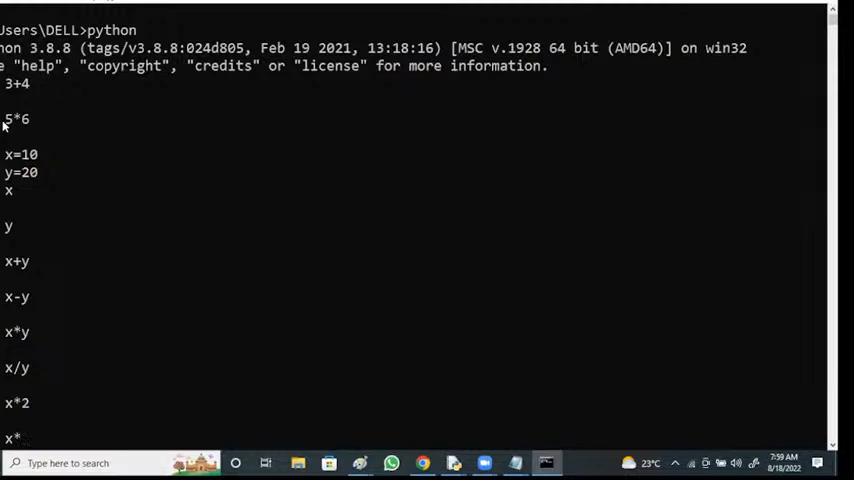 Users\DELL>python
hon 3.8.8 (tags/v3.8.8:024d805, Feb 19 2021, 13:18:16) [MSC v.1928 64 bit (AMD64)] on win32
e "help", "copyright", "credits" or "license" for more information.
3+4
5*6
x=10
y=20
x
y
x+y
x-y
x*y
x/y
x*2
x*
Type here to search
23°C
7:59 AM
8/18/2022